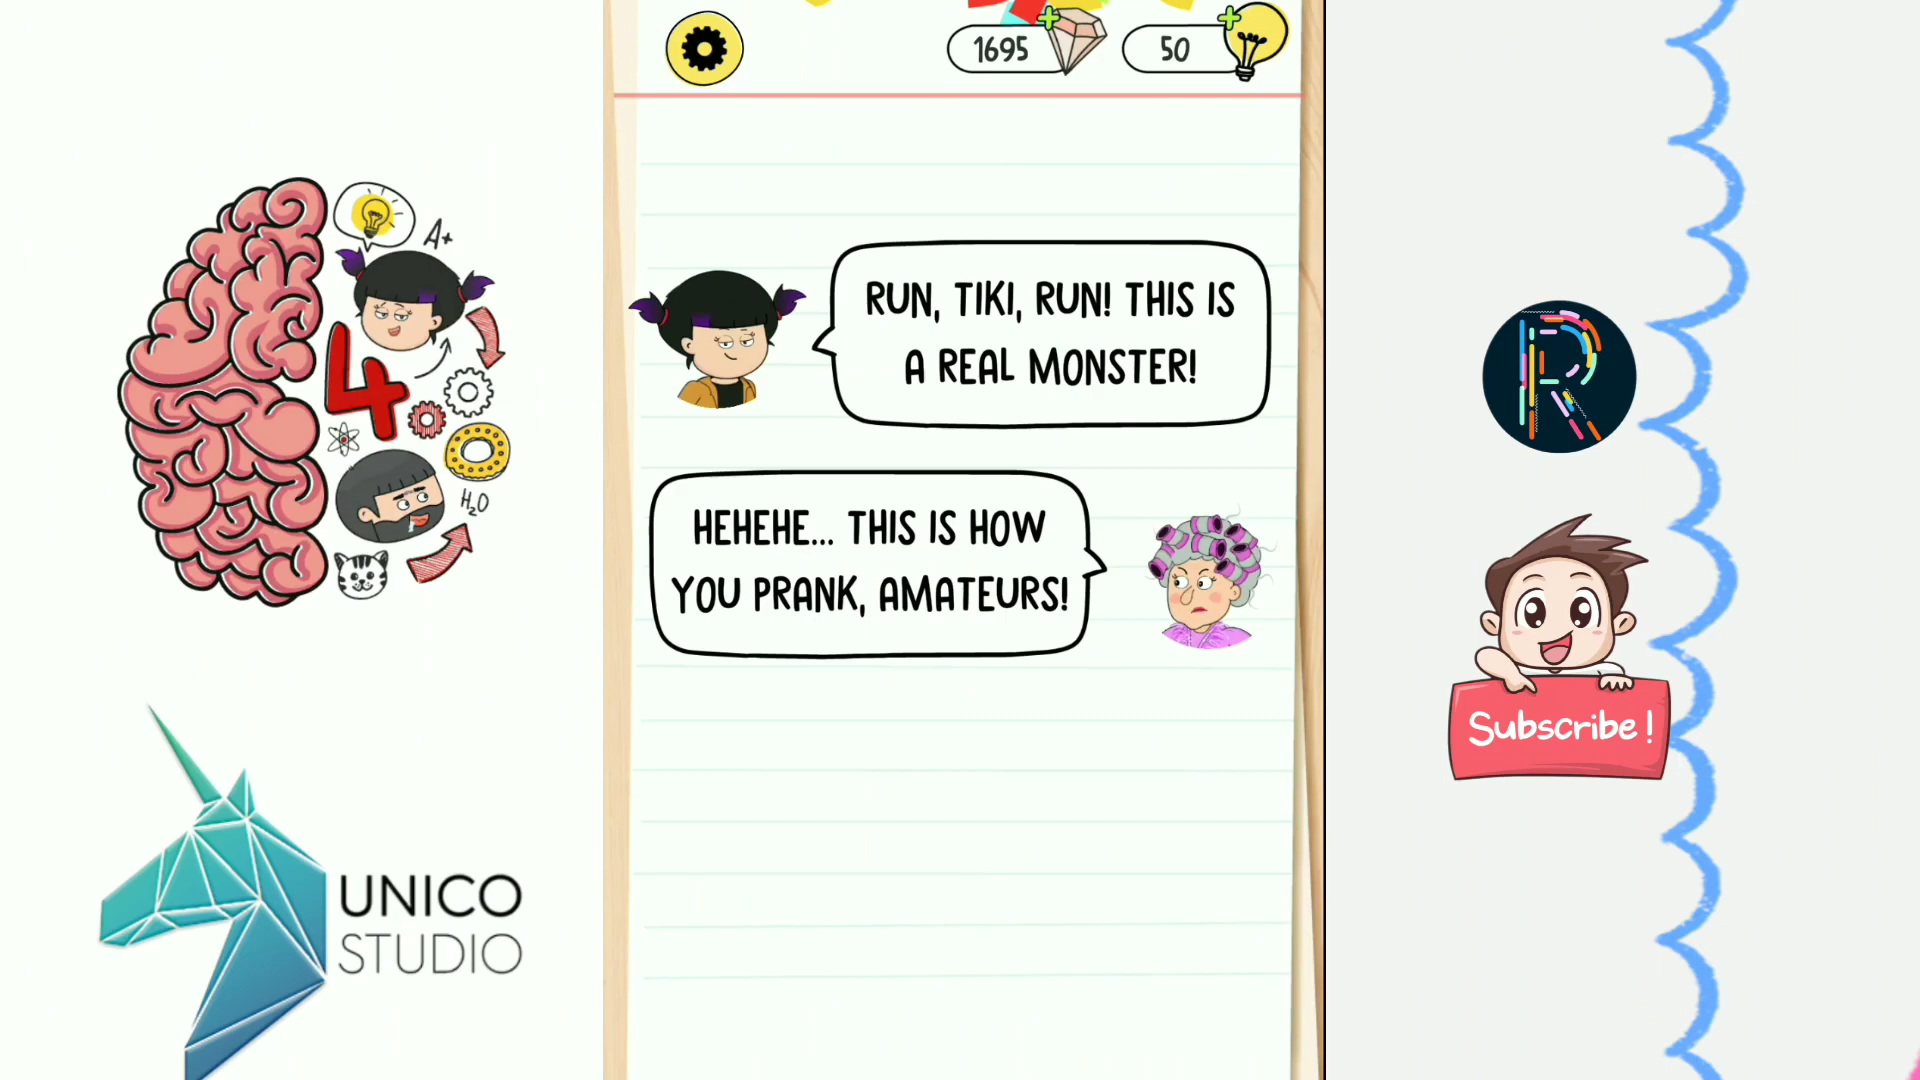 1695
50
A+
4
H₂O
RUN, TIKI, RUN! THIS IS
A REAL MONSTER!
HEHEHE... THIS IS HOW
YOU PRANK, AMATEURS!
R
Subscribe!
UNICO
STUDIO